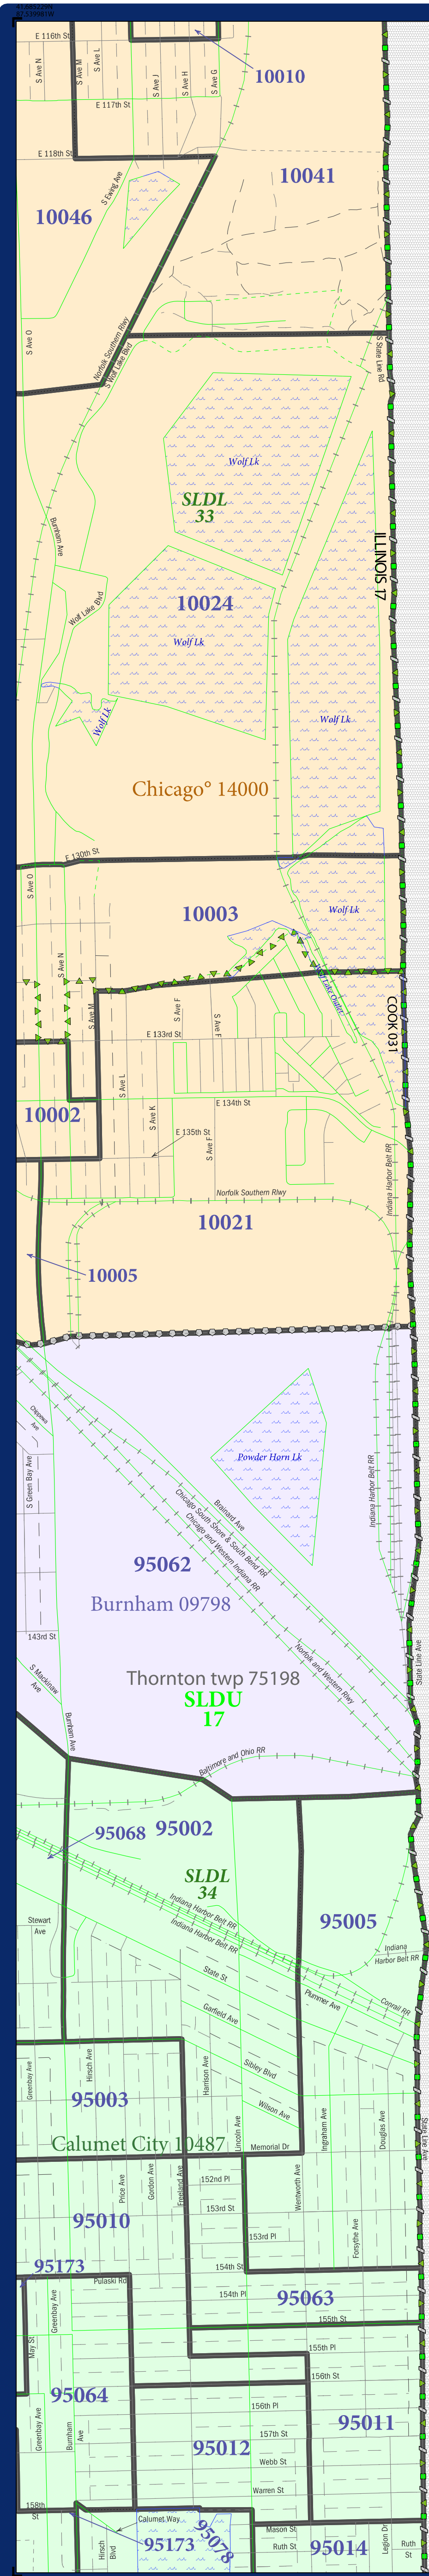 41.685329N
87.539981W
E 116th St
S Ave N
S Ave M
S Ave L
S Ave J
S Ave H
S Ave G
10010
E 117th St
E 118th St
S Ewing Ave
10041
10046
S Ave O
Norfolk Southern Rlwy
S Wolf Lake Blvd
S State Line Rd
Wolf Lk
SLDL
33
Burnham Ave
ILLINOIS 17
10024
Wolf Lake Blvd
Wolf Lk
Wolf Lk
Wolf Lk
Chicago° 14000
E 130th St
S Ave O
10003
Wolf Lk
S Ave N
Wolf Lake Outlet
S Ave M
S Ave F
S Ave F
COOK 031
E 133rd St
S Ave L
S Ave K
E 134th St
10002
E 135th St
S Ave F
Indiana Harbor Belt RR
Norfolk Southern Rlwy
10021
10005
Chippewa
Ave
S Green Bay Ave
Powder Horn Lk
Indiana Harbor Belt RR
Chicago South Shore & South Bend RR
Brainard Ave
Chicago and Western Indiana RR
95062
Burnham 09798
143rd St
S Mackinaw
Ave
Norfolk and Western Rlwy
State Line Ave
Thornton twp 75198
SLDU
17
Burnham Ave
Baltimore and Ohio RR
95068
95002
SLDL
34
Indiana Harbor Belt RR
Indiana Harbor Belt RR
95005
Stewart
Ave
Indiana
Harbor Belt RR
State St
Plummer Ave
Conrail RR
Garfield Ave
Greenbay Ave
Hirsch Ave
Harrison Ave
Sibley Blvd
95003
Wilson Ave
Lincoln Ave
Ingraham Ave
Douglas Ave
State Line Ave
Calumet City 10487
Memorial Dr
Price Ave
Gordon Ave
Freeland Ave
152nd Pl
Wentworth Ave
153rd St
95010
153rd Pl
Forsythe Ave
95173
154th St
Pulaski Rd
154th Pl
95063
Greenbay Ave
155th St
May St
155th Pl
156th St
95064
156th Pl
95011
Greenbay Ave
Burnham
Ave
157th St
95012
Webb St
Warren St
158th
St
Calumet Way
Mason St
Legion Dr
Hirsch
Blvd
95173
95078
Ruth St
95014
Ruth
St